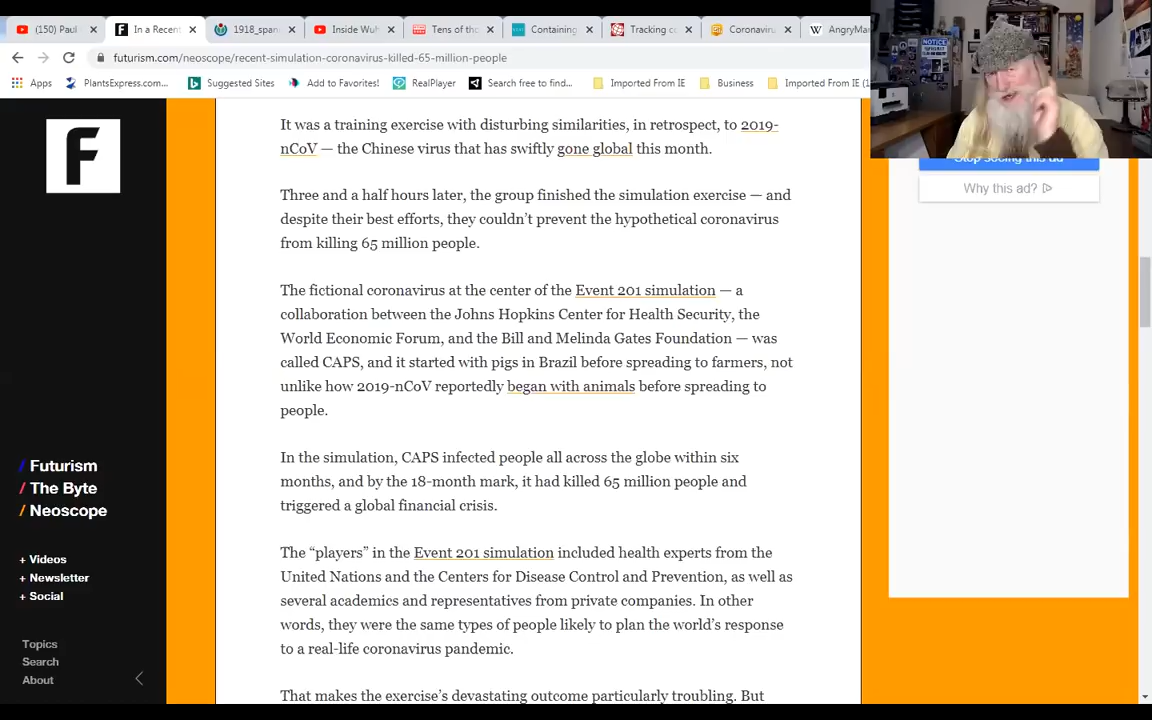 (150) Paul
In a Recent
1918_span
Inside Wuh
Tens of tho
Containing
Tracking co
Coronaviru
AngryMan
futurism.com/neoscope/recent-simulation-coronavirus-killed-65-million-people
Apps
PlantsExpress.com...
Suggested Sites
Add to Favorites!
RealPlayer
Search free to find...
Imported From IE
Business
Imported From IE (1
NOTICE
F
It was a training exercise with disturbing similarities, in retrospect, to 2019-
nCoV — the Chinese virus that has swiftly gone global this month.
Three and a half hours later, the group finished the simulation exercise — and
despite their best efforts, they couldn't prevent the hypothetical coronavirus
from killing 65 million people.
The fictional coronavirus at the center of the Event 201 simulation — a
collaboration between the Johns Hopkins Center for Health Security, the
World Economic Forum, and the Bill and Melinda Gates Foundation — was
called CAPS, and it started with pigs in Brazil before spreading to farmers, not
unlike how 2019-nCoV reportedly began with animals before spreading to
people.
In the simulation, CAPS infected people all across the globe within six
months, and by the 18-month mark, it had killed 65 million people and
triggered a global financial crisis.
The “players” in the Event 201 simulation included health experts from the
United Nations and the Centers for Disease Control and Prevention, as well as
several academics and representatives from private companies. In other
words, they were the same types of people likely to plan the world's response
to a real-life coronavirus pandemic.
That makes the exercise's devastating outcome particularly troubling. But
/ Futurism
/ The Byte
/ Neoscope
+ Videos
+ Newsletter
+ Social
Topics
Search
About
Stop seeing this ad
Why this ad?